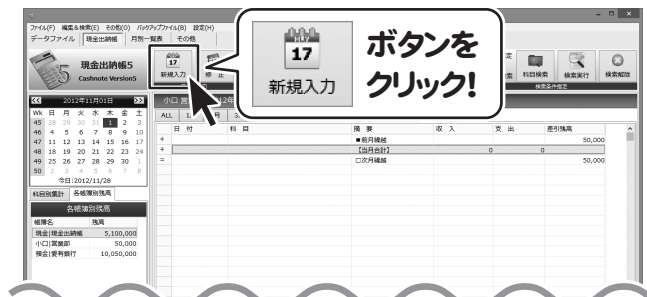 ファイル(F) 編集&検索(E) その他(O) バックアップファイル(B) 設定(H)
データファイル 現金出納帳 月別一覧表 その他
現金出納帳5
Cashnote Version5
17
新規入力
修 正
17
新規入力
ボタンを
クリック!
科目検索
検索実行
検索解除
検索条件指定
2012年11月01日
Wk 日 月 火 水 木 金 土
45 28 29 30 31 1 2 3
46 4 5 6 7 8 9 10
47 11 12 13 14 15 16 17
48 18 19 20 21 22 23 24
49 25 26 27 28 29 30 1
50 2 3 4 5 6 7 8
今日:2012/11/28
科目別集計 各帳簿別残高
各帳簿別残高
帳簿名 残高
現金|現金出納帳 5,100,000
小口|営業部 50,000
預金|愛有銀行 10,050,000
小口
ALL
日 付 科 目 摘 要 収 入 支 出 差引残高
+ ■前月繰越 50,000
+ 【当月合計】 0 0
= □次月繰越 50,000